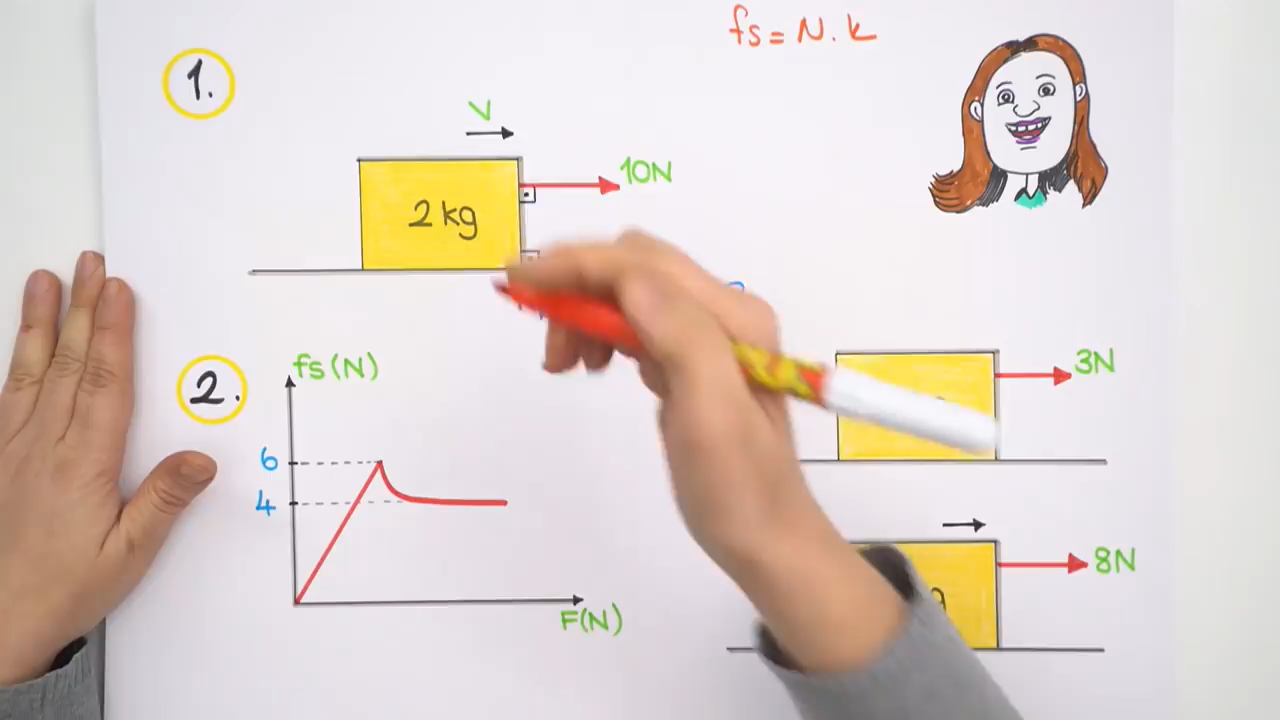 fs = N . k
1.
V
10N
2 kg
2.
fs (N)
6
4
F(N)
3N
8N